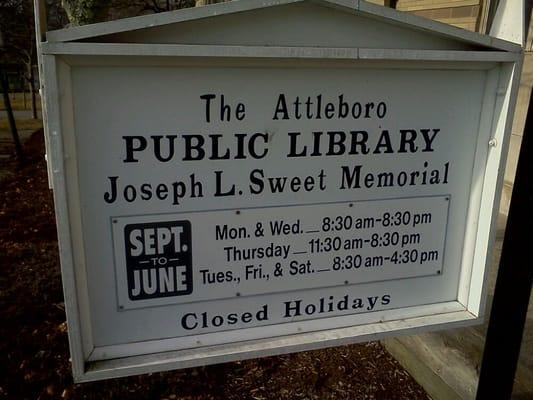 The Attleboro
PUBLIC LIBRARY
Joseph L. Sweet Memorial
SEPT.
TO
JUNE
Mon. & Wed. 8:30 am-8:30 pm
Thursday 11:30 am-8:30 pm
Tues., Fri., & Sat. 8:30 am-4:30 pm
Closed Holidays